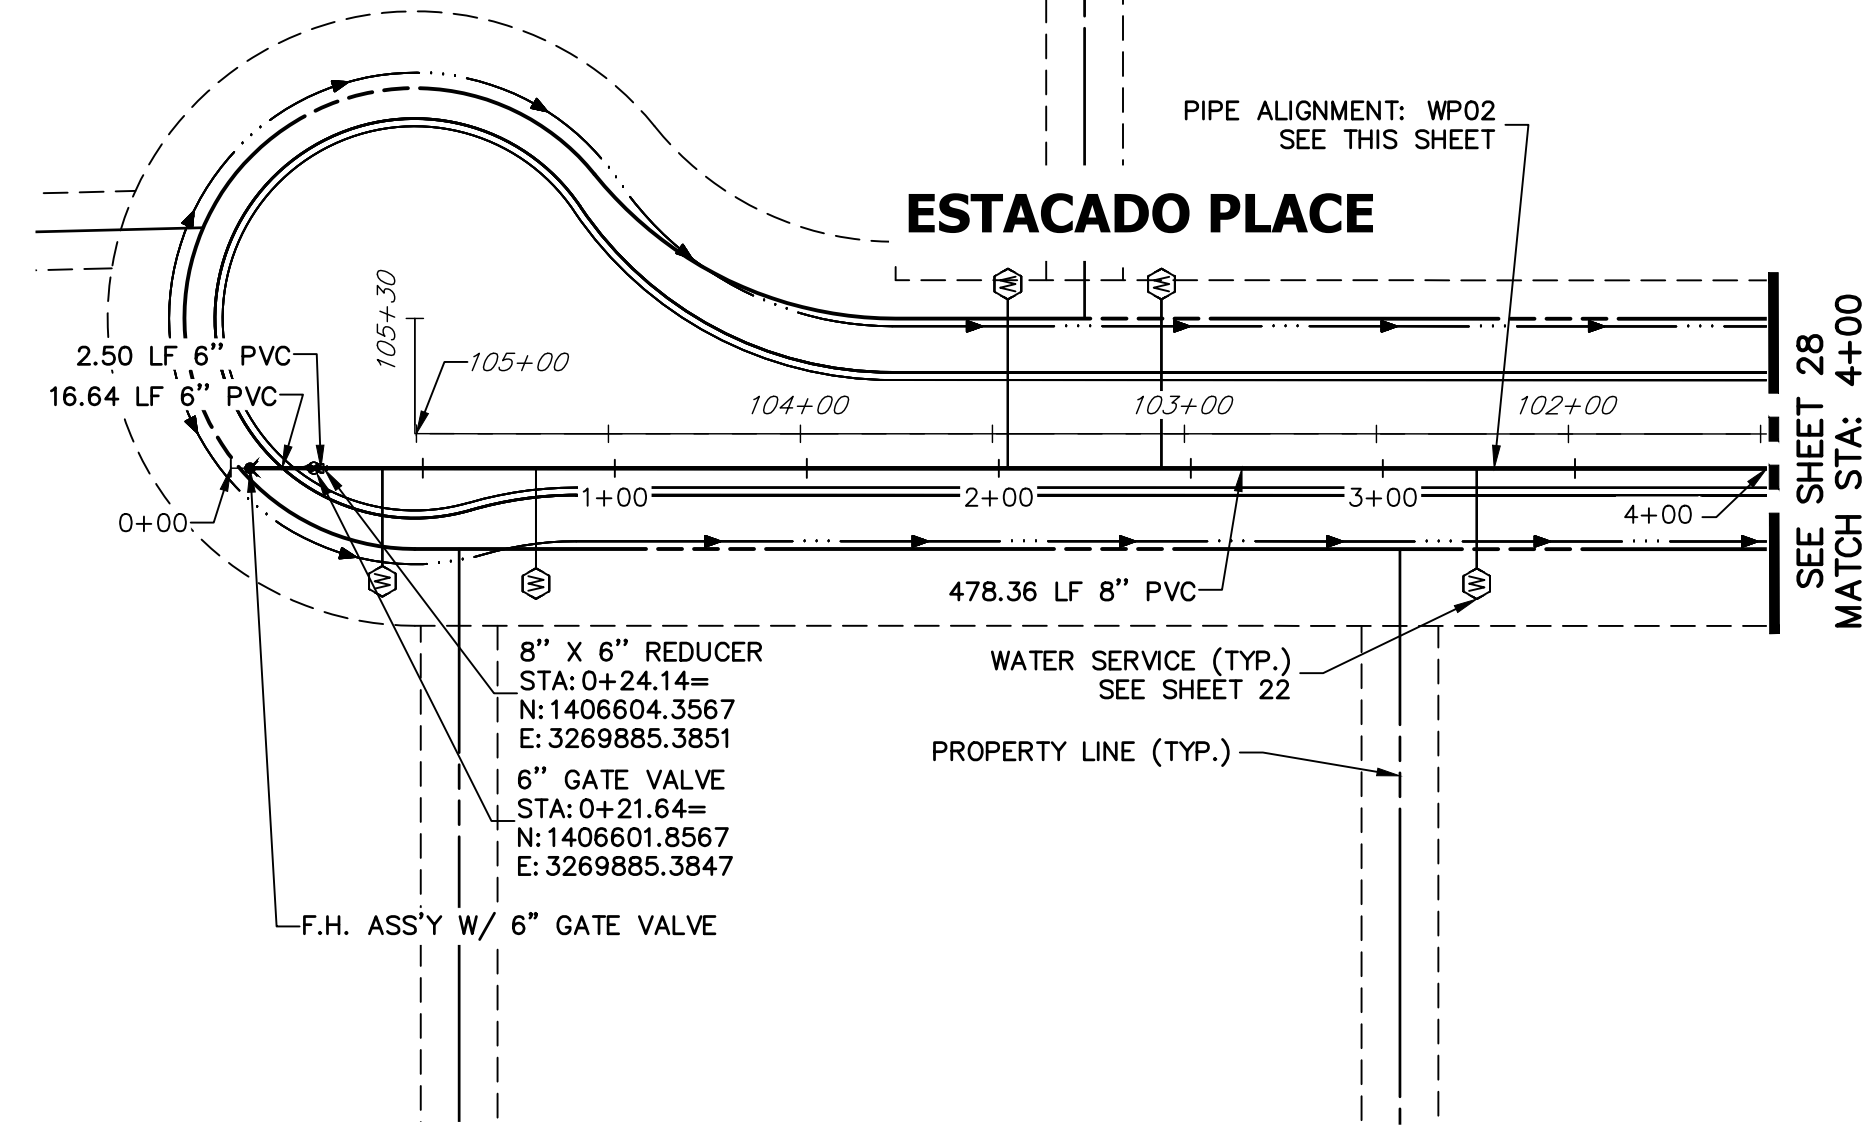 PIPE ALIGNMENT: WP02
SEE THIS SHEET
ESTACADO PLACE
105+30
105+00
2.50 LF 6" PVC
16.64 LF 6" PVC
104+00
103+00
102+00
SEE SHEET 28
MATCH STA: 4+00
0+00
1+00
2+00
3+00
4+00
W
W
W
W
W
478.36 LF 8" PVC
8" X 6" REDUCER
STA: 0+24.14=
N: 1406604.3567
E: 3269885.3851
WATER SERVICE (TYP.)
SEE SHEET 22
PROPERTY LINE (TYP.)
6" GATE VALVE
STA: 0+21.64=
N: 1406601.8567
E: 3269885.3847
F.H. ASS'Y W/ 6" GATE VALVE